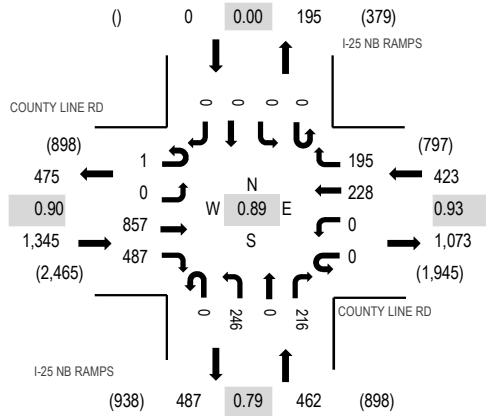 () 0 0.00 195 (379)
I-25 NB RAMPS
0 0 0 0
COUNTY LINE RD
(898) (797)
475 1 195 423
0 N 228
0.90 W 0.89 E 0.93
857 S 0
1,345 487 0 1,073
(2,465) (1,945)
0 246 0 216
COUNTY LINE RD
I-25 NB RAMPS
(938) 487 0.79 462 (898)